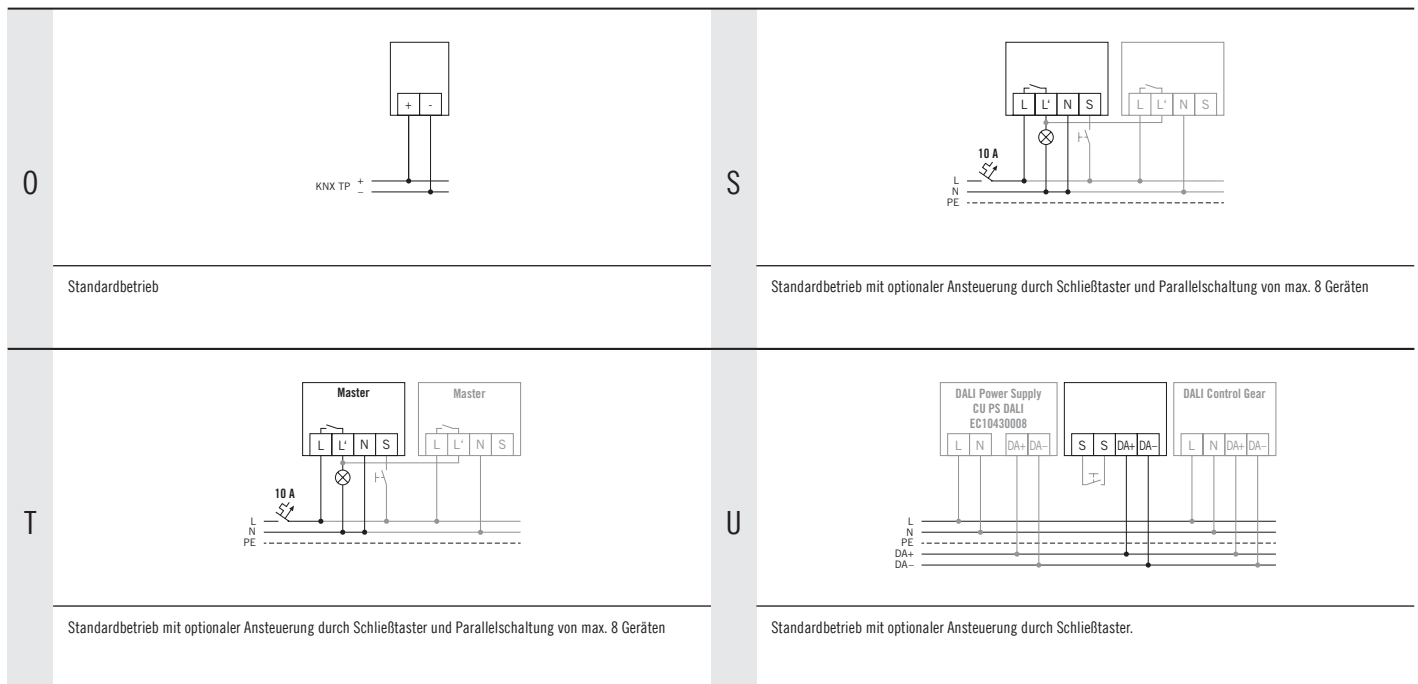 O
+ -
KNX TP +
–
Standardbetrieb
S
L L' N S L L' N S
10 A
L
N
PE
Standardbetrieb mit optionaler Ansteuerung durch Schließtaster und Parallelschaltung von max. 8 Geräten
T
Master Master
L L' N S L L' N S
10 A
L
N
PE
Standardbetrieb mit optionaler Ansteuerung durch Schließtaster und Parallelschaltung von max. 8 Geräten
U
DALI Power Supply DALI Control Gear
CU PS DALI
EC10430008
L N DA+ DA– S S DA+ DA– L N DA+ DA–
L
N
PE
DA+
DA–
Standardbetrieb mit optionaler Ansteuerung durch Schließtaster.